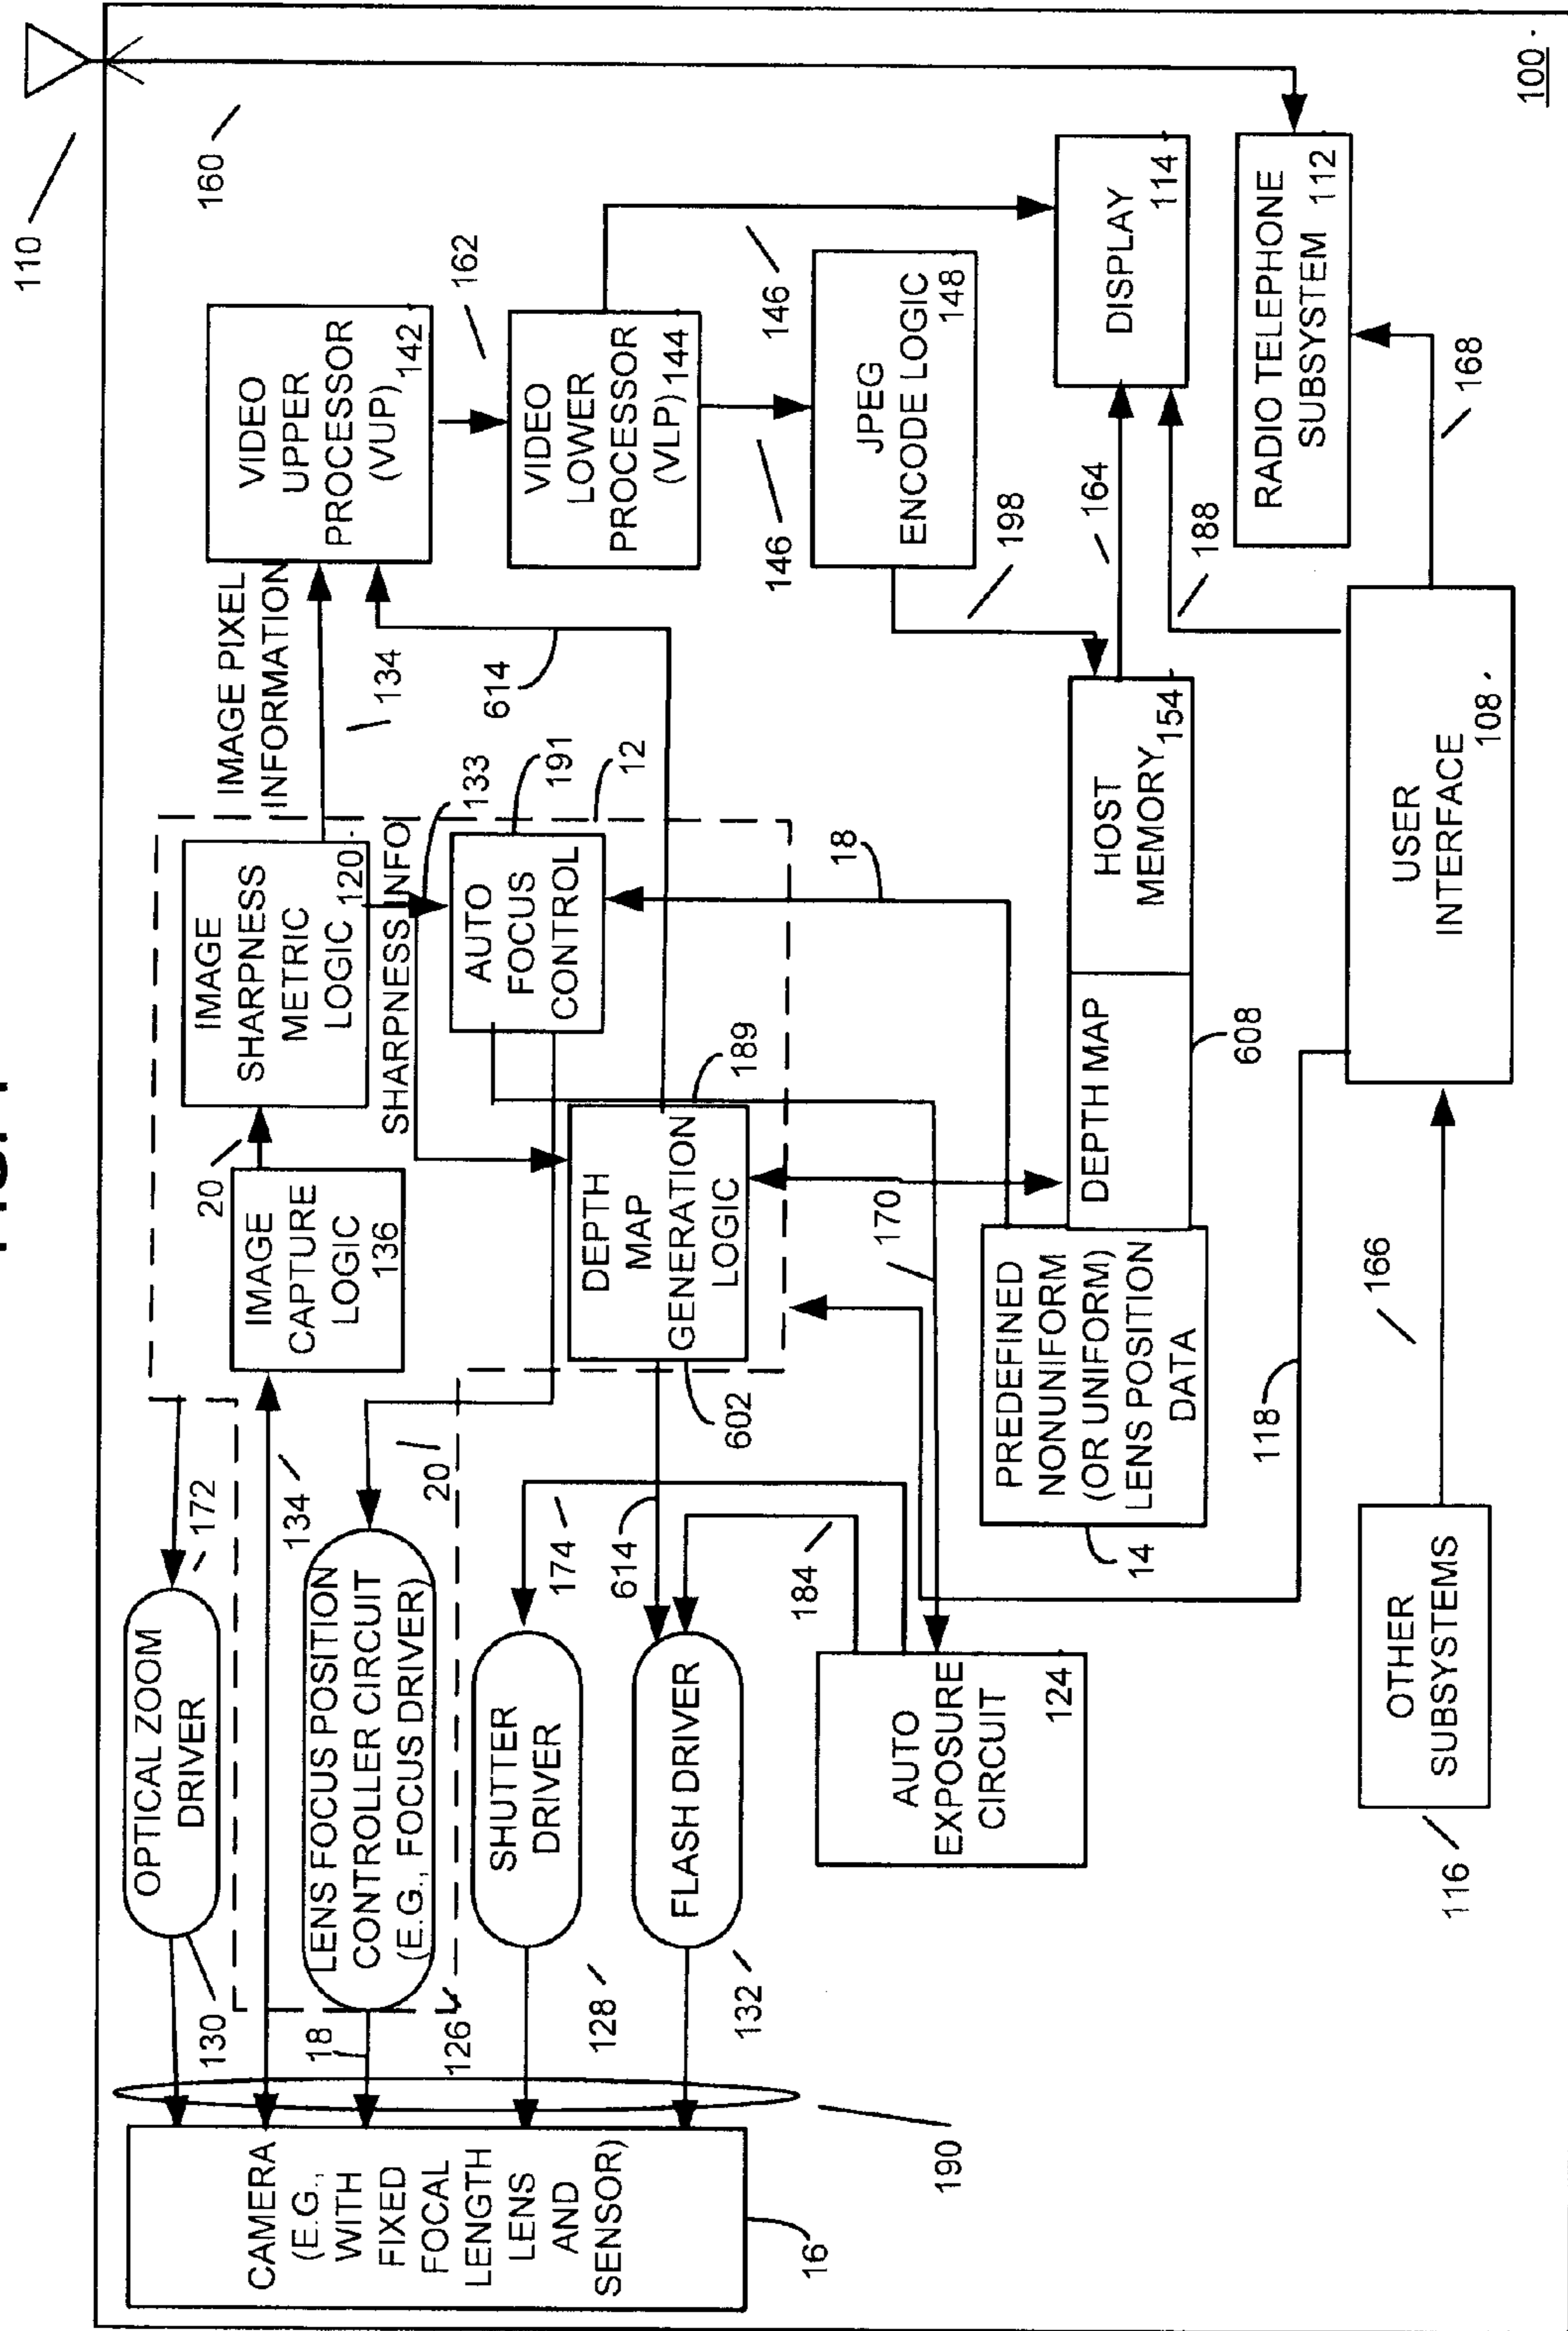 110
160
100
CAMERA
(E.G.,
WITH
FIXED
FOCAL
LENGTH
LENS
AND
SENSOR)
16
190
130
18
126
128
132
OPTICAL ZOOM
DRIVER
172
134
LENS FOCUS POSITION
CONTROLLER CIRCUIT
(E.G., FOCUS DRIVER)
20
SHUTTER
DRIVER
174
FLASH DRIVER
614
184
AUTO
EXPOSURE
CIRCUIT
124
IMAGE
CAPTURE
LOGIC
136
20
IMAGE
SHARPNESS
METRIC
LOGIC
120
SHARPNESS INFO
133
AUTO
FOCUS
CONTROL
191
12
DEPTH
MAP
GENERATION
LOGIC
602
189
170
18
IMAGE PIXEL
INFORMATION
134
614
VIDEO
UPPER
PROCESSOR
(VUP)
142
162
VIDEO
LOWER
PROCESSOR
(VLP)
144
146
146
JPEG
ENCODE LOGIC
148
198
PREDEFINED
NONUNIFORM
(OR UNIFORM)
LENS POSITION
DATA
14
DEPTH MAP
608
HOST
MEMORY
154
164
188
DISPLAY
114
RADIO TELEPHONE
SUBSYSTEM
112
168
USER
INTERFACE
108
118
166
OTHER
SUBSYSTEMS
116